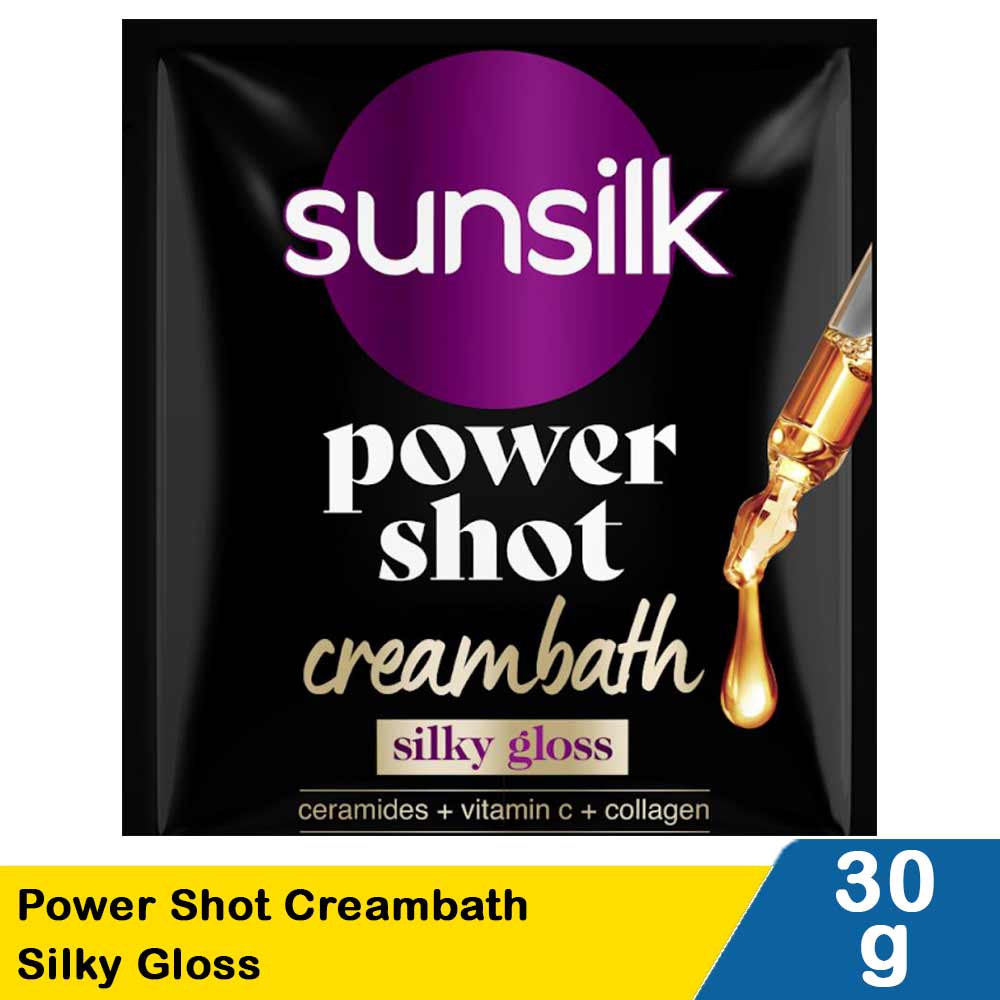 sunsilk
power
shot
creambath
silky gloss
ceramides + vitamin c + collagen
Power Shot Creambath
Silky Gloss
30
g